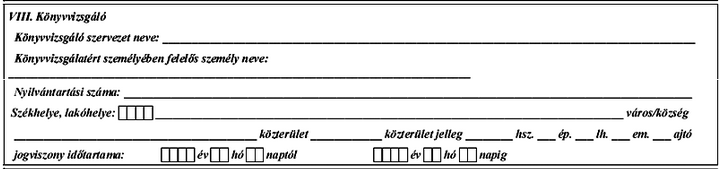 VIII. Könyvvizsgáló
Könyvvizsgáló szervezet neve:
Könyvvizsgálatért személyében felelős személy neve:
Nyilvántartási száma:
Székhelye, lakóhelye: város/község
közterület közterület jelleg hsz. ép. lh. em. ajtó
jogviszony időtartama: év hó naptól év hó napig